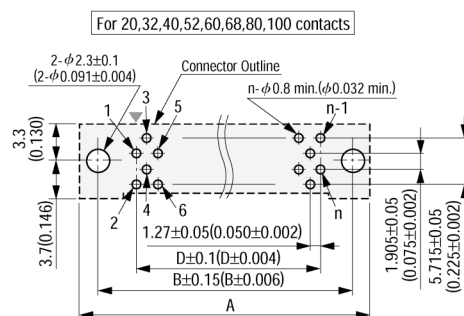 For 20,32,40,52,60,68,80,100 contacts
2-ϕ2.3±0.1
(2-ϕ0.091±0.004)
Connector Outline
n-ϕ0.8 min.(ϕ0.032 min.)
3
1
5
n-1
3.3
(0.130)
3.7(0.146)
2
4
6
n
1.27±0.05(0.050±0.002)
D±0.1(D±0.004)
B±0.15(B±0.006)
A
1.905±0.05
(0.075±0.002)
5.715±0.05
(0.225±0.002)